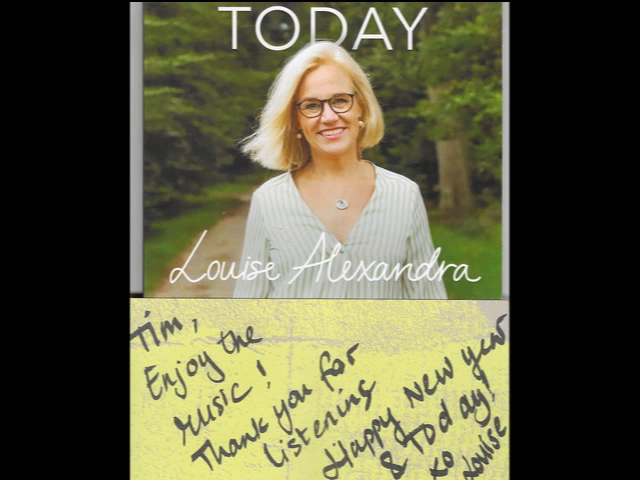 TODAY
Louise Alexandra
Tim,
Enjoy the
Music!
Thank you for
listening
Happy New year
& Today!
xo
Louise